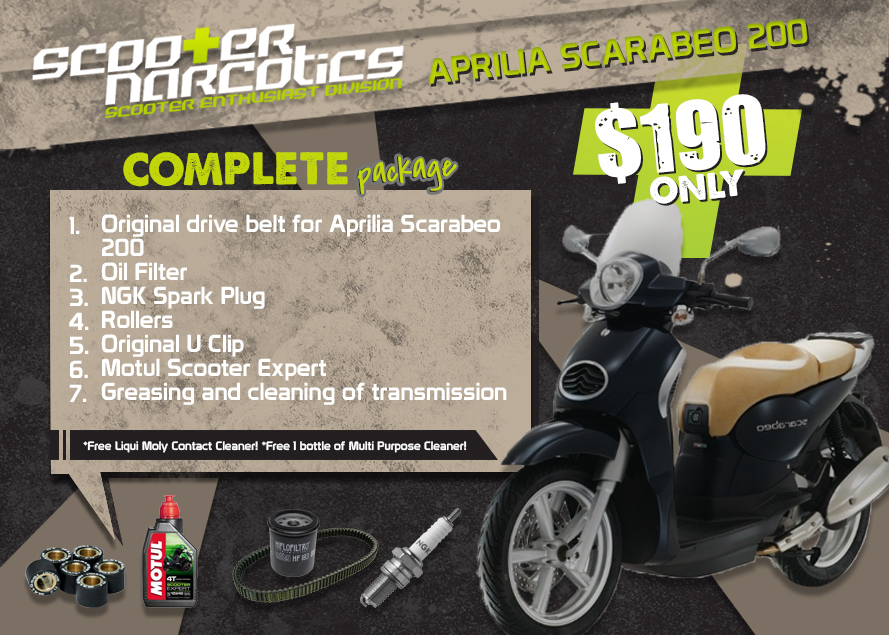 scooter
narcotics
SCOOTER ENTHUSIAST DIVISION
APRILIA SCARABEO 200
$190
ONLY
COMPLETE package
1. Original drive belt for Aprilia Scarabeo
200
2. Oil Filter
3. NGK Spark Plug
4. Rollers
5. Original U Clip
6. Motul Scooter Expert
7. Greasing and cleaning of transmission
*Free Liqui Moly Contact Cleaner! *Free 1 bottle of Multi Purpose Cleaner!
scarabeo
MOTUL
4T
SCOOTER
EXPERT
HIFLOFILTRO
NGK